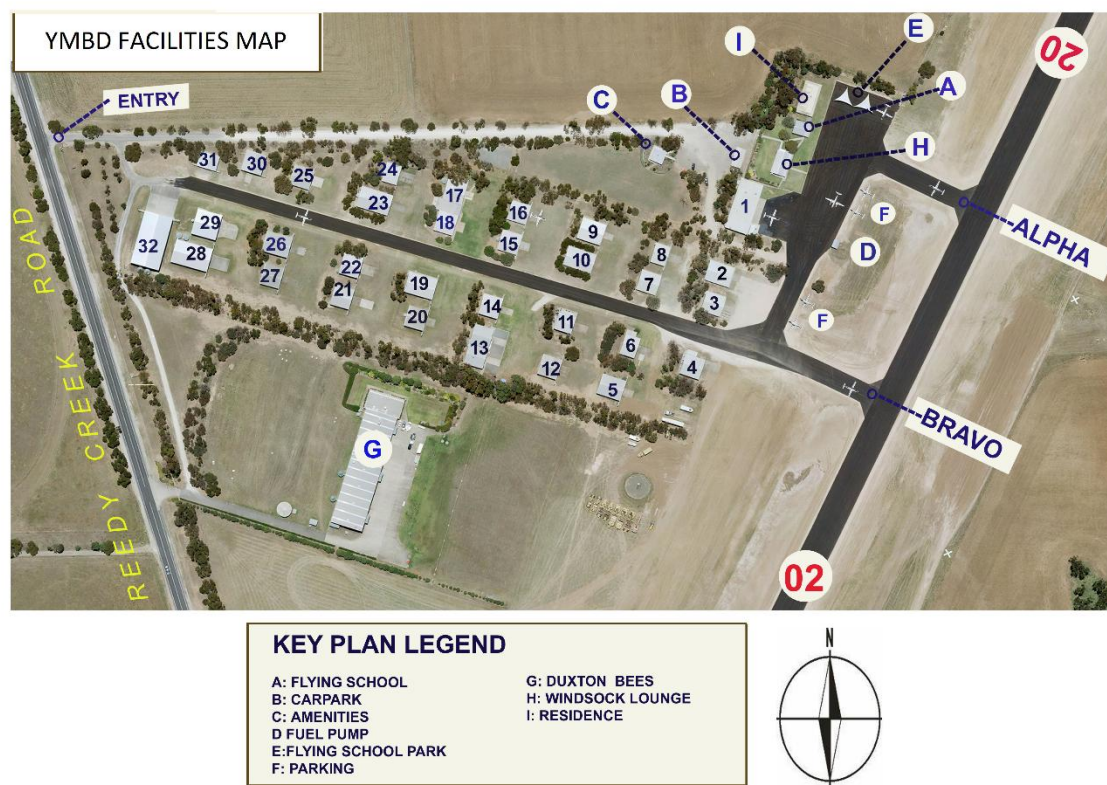 YMBD FACILITIES MAP
ENTRY
I
E
A
B
C
H
20
31
30
25
24
23
17
18
16
15
9
10
1
8
7
2
3
F
D
F
ALPHA
32
29
28
26
27
22
21
19
20
14
13
11
12
6
5
4
BRAVO
G
REEDY CREEK ROAD
02
KEY PLAN LEGEND
A: FLYING SCHOOL
B: CARPARK
C: AMENITIES
D FUEL PUMP
E:FLYING SCHOOL PARK
F: PARKING
G: DUXTON BEES
H: WINDSOCK LOUNGE
I: RESIDENCE
N